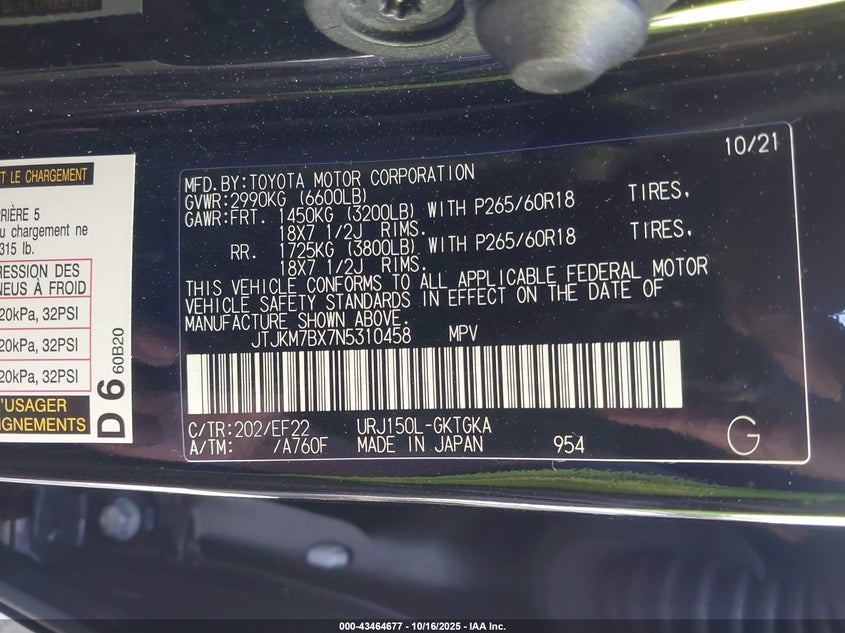 ET LE CHARGEMENT
RIÈRE 5
u chargement ne
315 lb.
RESSION DES
NEUS À FROID
20kPa, 32PSI
20kPa, 32PSI
20kPa, 32PSI
'USAGER
IGNEMENTS
D 6 60B20
10/21
MFD.BY:TOYOTA MOTOR CORPORATION
GVWR:2990KG (6600LB)
GAWR:FRT. 1450KG (3200LB) WITH P265/60R18 TIRES,
18X7 1/2J RIMS.
RR. 1725KG (3800LB) WITH P265/60R18 TIRES,
18X7 1/2J RIMS.
THIS VEHICLE CONFORMS TO ALL APPLICABLE FEDERAL MOTOR
VEHICLE SAFETY STANDARDS IN EFFECT ON THE DATE OF
MANUFACTURE SHOWN ABOVE.
JTJKM7BX7N5310458 MPV
C/TR:202/EF22 URJ150L-GKTGKA
A/TM: /A760F MADE IN JAPAN 954 G
000-43464677 - 10/16/2025 - IAA Inc.